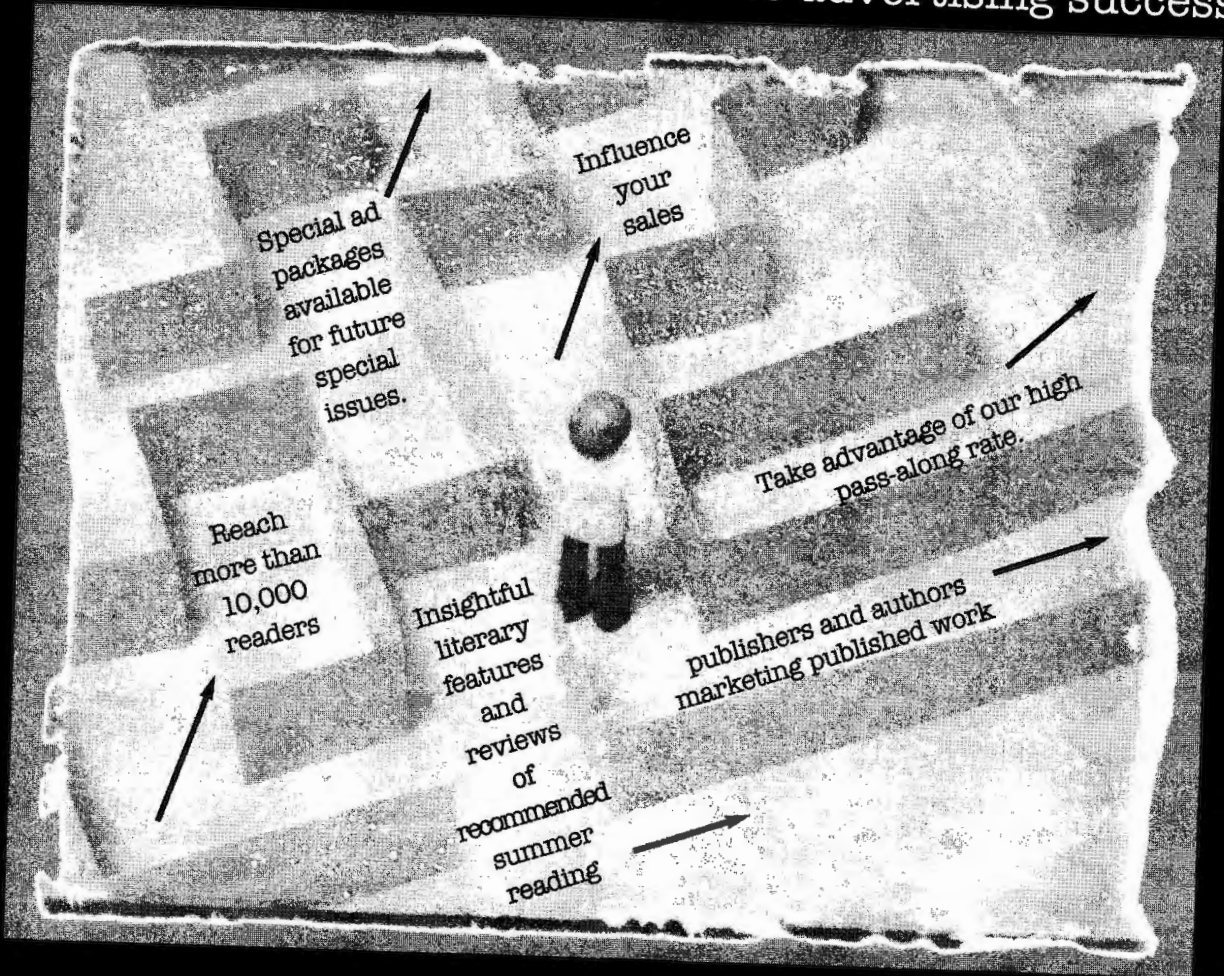 advertising success
Special ad
packages
available
for future
special
issues.
Influence
your
sales
Take advantage of our high
pass-along rate.
Reach
more than
10,000
readers
Insightful
literary
features
and
reviews
of
recommended
summer
reading
publishers and authors
marketing published work